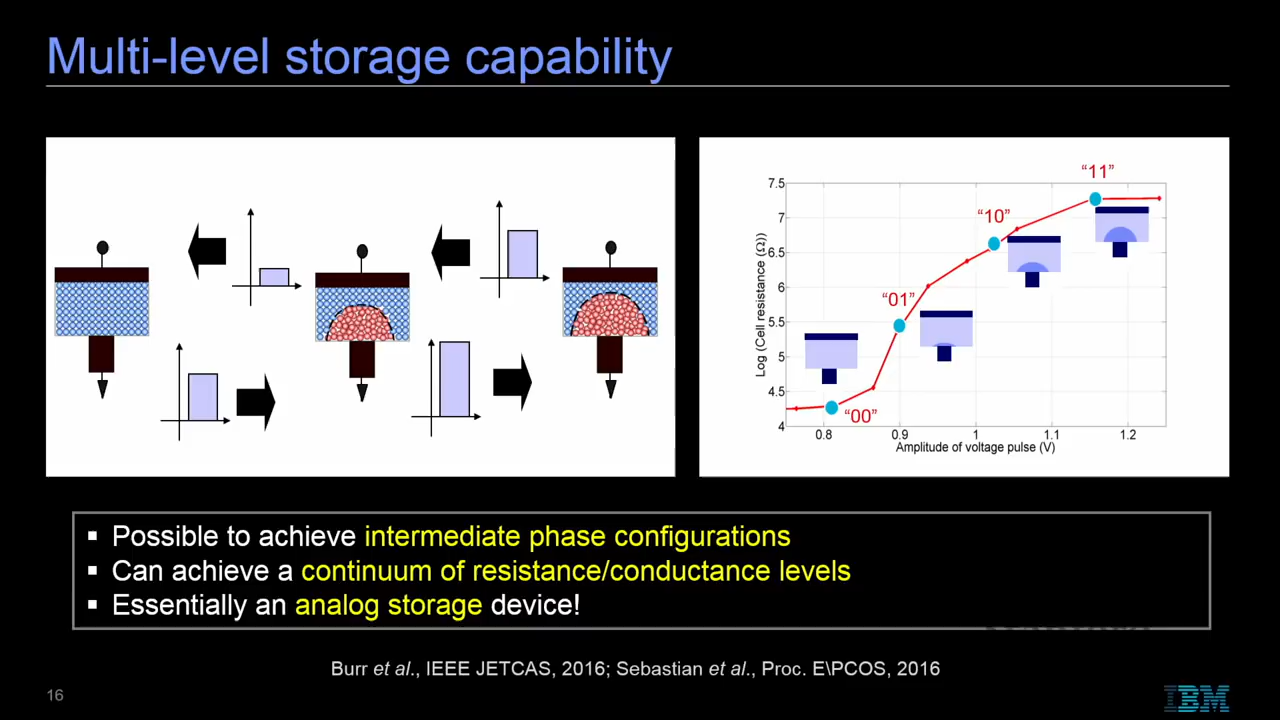 Multi-level storage capability
“11”
“10”
“01”
“00”
7.5
7
6.5
6
5.5
5
4.5
4
Log (Cell resistance (Ω))
0.8 0.9 1 1.1 1.2
Amplitude of voltage pulse (V)
▪ Possible to achieve intermediate phase configurations
▪ Can achieve a continuum of resistance/conductance levels
▪ Essentially an analog storage device!
Burr et al., IEEE JETCAS, 2016; Sebastian et al., Proc. E\PCOS, 2016
16
IBM